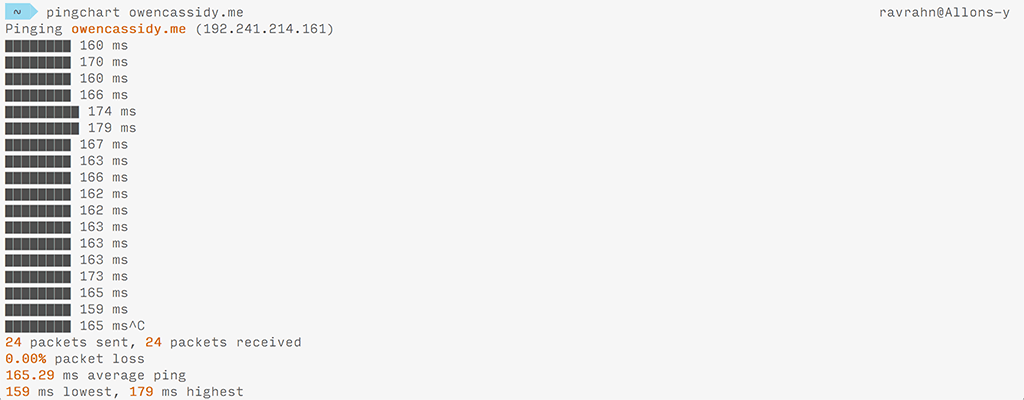 ~ pingchart owencassidy.me ravrahn@Allons-y
Pinging owencassidy.me (192.241.214.161)
160 ms
170 ms
160 ms
166 ms
174 ms
179 ms
167 ms
163 ms
166 ms
162 ms
162 ms
163 ms
163 ms
163 ms
173 ms
165 ms
159 ms
165 ms^C
24 packets sent, 24 packets received
0.00% packet loss
165.29 ms average ping
159 ms lowest, 179 ms highest